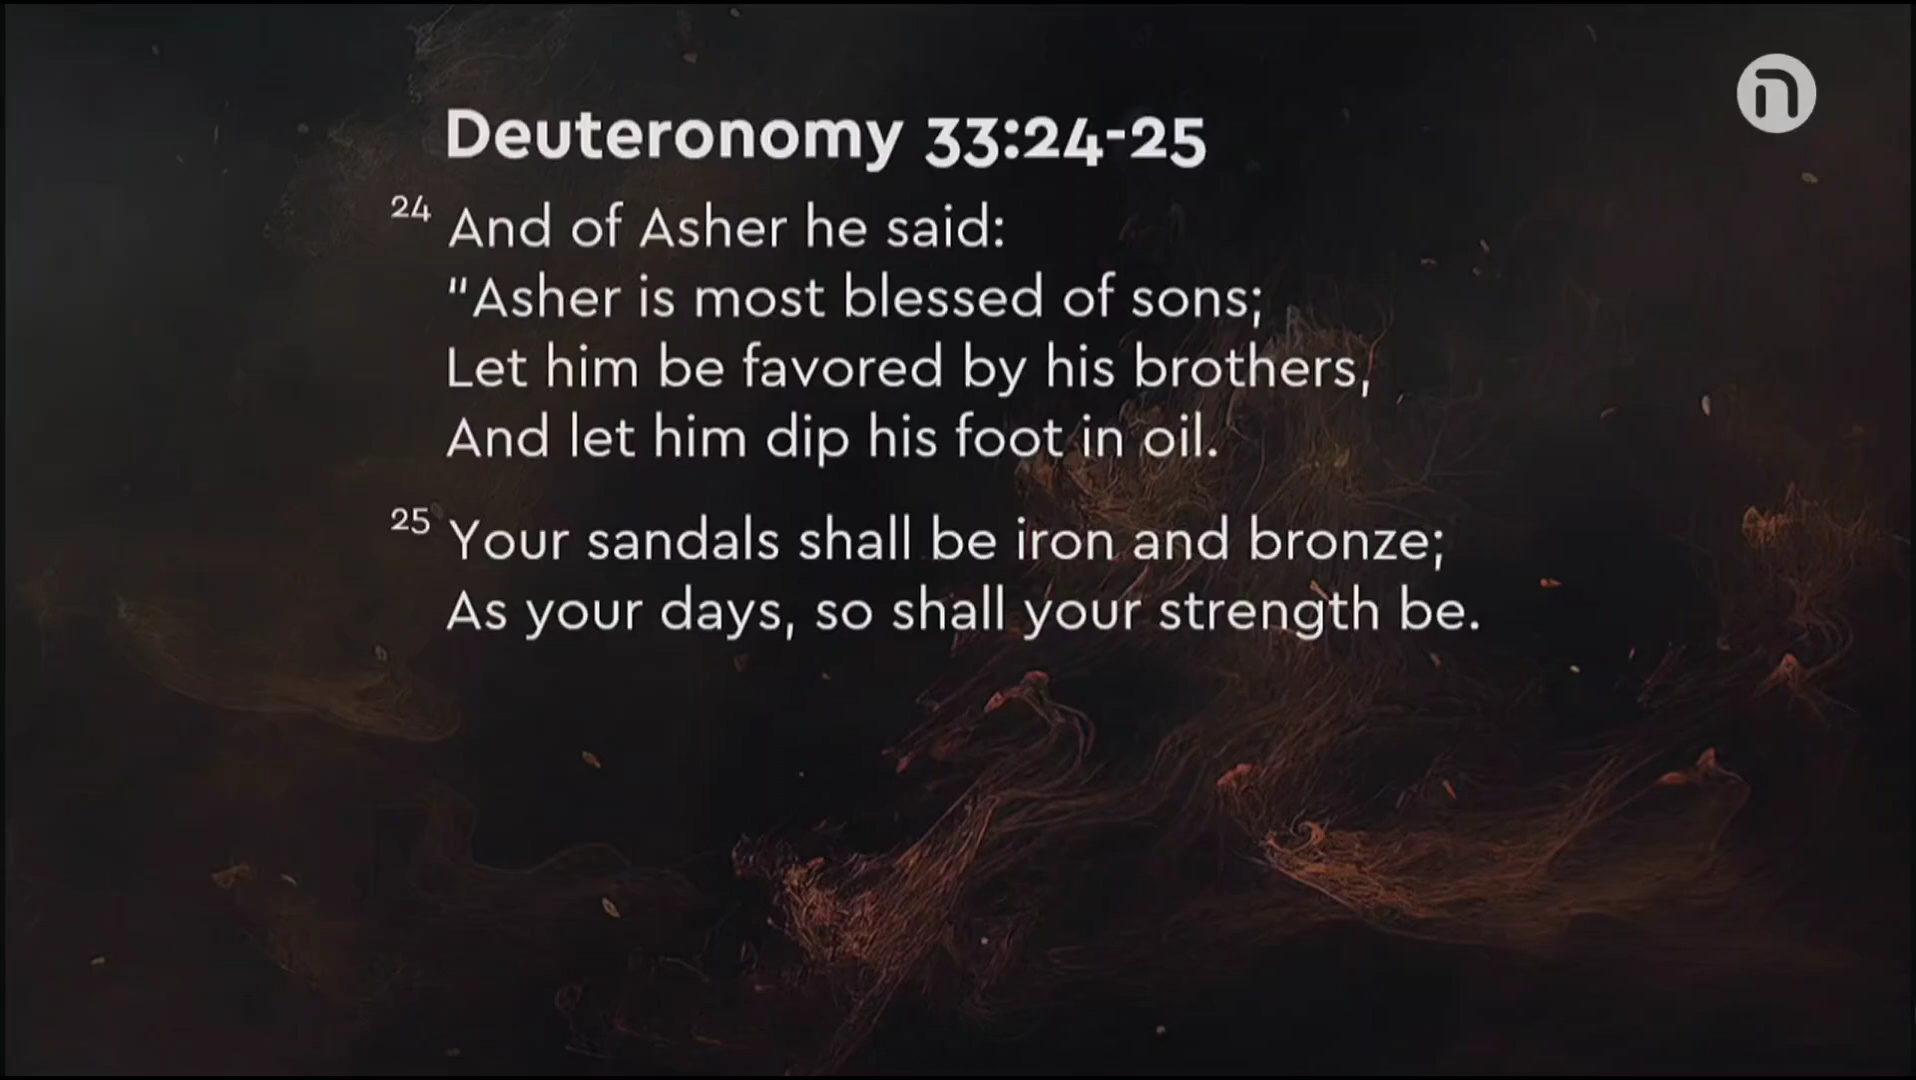 Deuteronomy 33:24-25
24 And of Asher he said:
"Asher is most blessed of sons;
Let him be favored by his brothers,
And let him dip his foot in oil.
25 Your sandals shall be iron and bronze;
As your days, so shall your strength be.